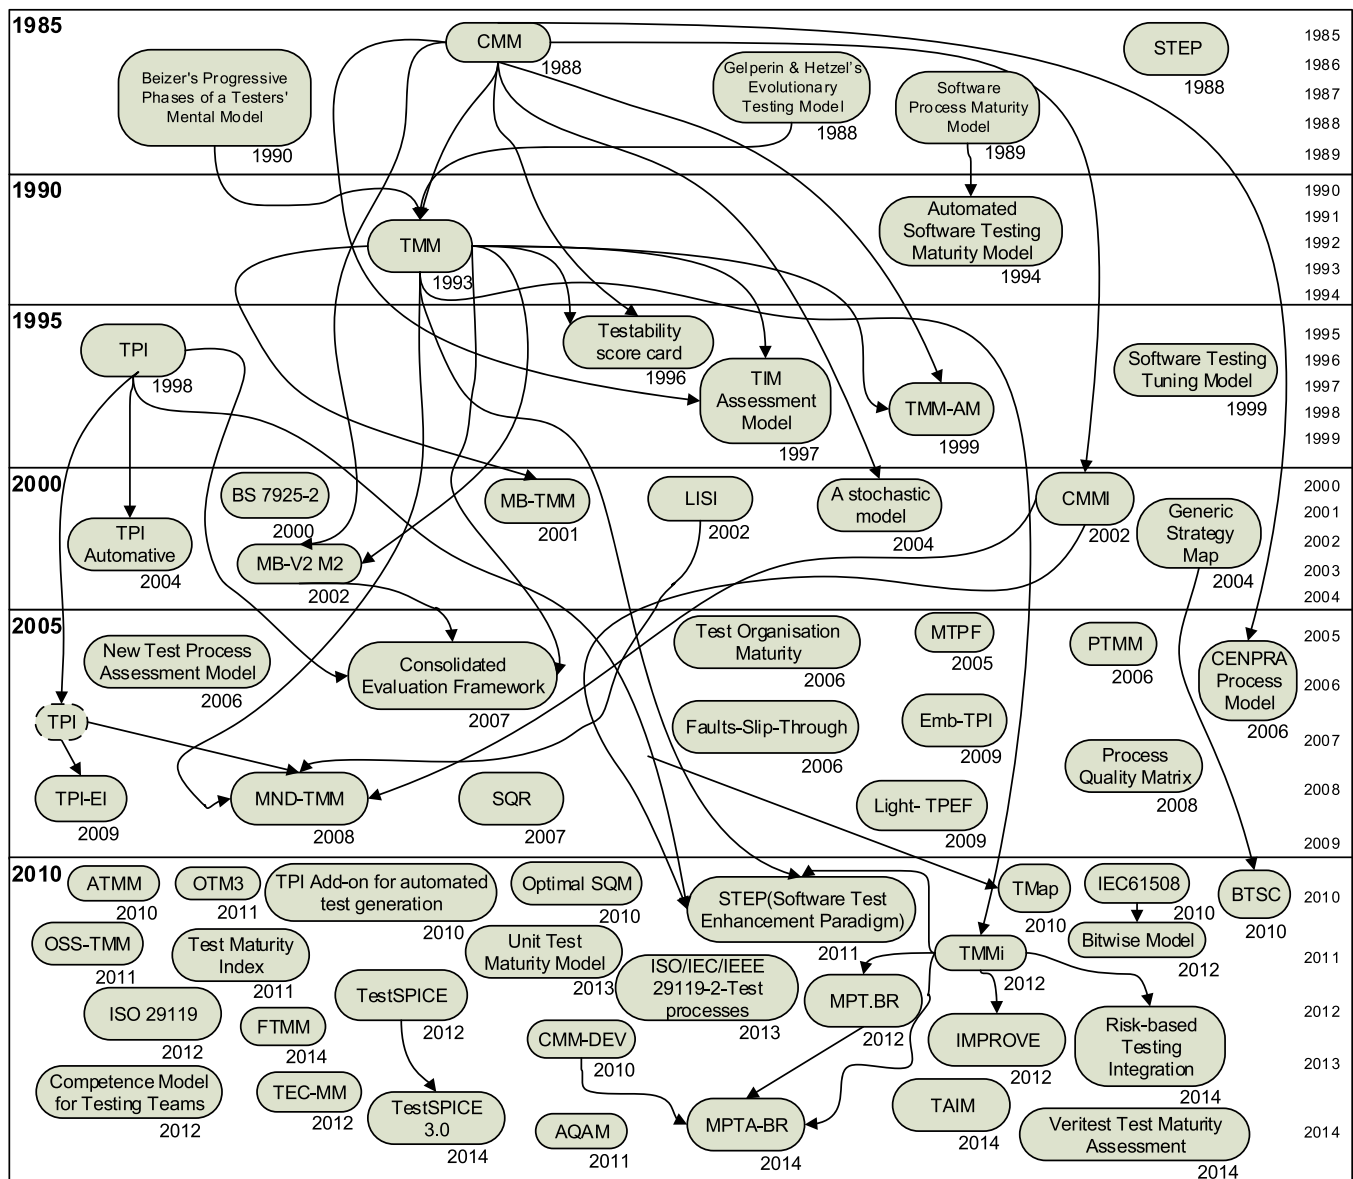 1985
CMM
1988
STEP
1988
Beizer's Progressive
Phases of a Testers'
Mental Model
1990
Gelperin & Hetzel's
Evolutionary
Testing Model
1988
Software
Process Maturity
Model
1989
1985
1986
1987
1988
1989
1990
TMM
1993
Automated
Software Testing
Maturity Model
1994
1990
1991
1992
1993
1994
1995
TPI
1998
Testability
score card
1996
TIM
Assessment
Model
1997
TMM-AM
1999
Software Testing
Tuning Model
1999
1995
1996
1997
1998
1999
2000
BS 7925-2
2000
TPI
Automative
2004
MB-V2 M2
2002
MB-TMM
2001
LISI
2002
A stochastic
model
2004
CMMI
2002
Generic
Strategy
Map
2004
2000
2001
2002
2003
2004
2005
New Test Process
Assessment Model
2006
Consolidated
Evaluation Framework
2007
Test Organisation
Maturity
2006
MTPF
2005
PTMM
2006
CENPRA
Process
Model
2006
TPI
Faults-Slip-Through
2006
Emb-TPI
2009
Process
Quality Matrix
2008
TPI-EI
2009
MND-TMM
2008
SQR
2007
Light- TPEF
2009
2005
2006
2007
2008
2009
2010
ATMM
2010
OTM3
2011
TPI Add-on for automated
test generation
2010
Optimal SQM
2010
STEP(Software Test
Enhancement Paradigm)
2011
TMap
2010
IEC61508
2010
BTSC
2010
OSS-TMM
2011
Test Maturity
Index
2011
Unit Test
Maturity Model
2013
TMMi
2012
Bitwise Model
2012
ISO 29119
2012
FTMM
2014
TestSPICE
2012
ISO/IEC/IEEE
29119-2-Test
processes
2013
MPT.BR
2012
IMPROVE
2012
Risk-based
Testing
Integration
2014
CMM-DEV
2010
Competence Model
for Testing Teams
2012
TEC-MM
2012
TestSPICE
3.0
2014
AQAM
2011
MPTA-BR
2014
TAIM
2014
Veritest Test Maturity
Assessment
2014
2010
2011
2012
2013
2014